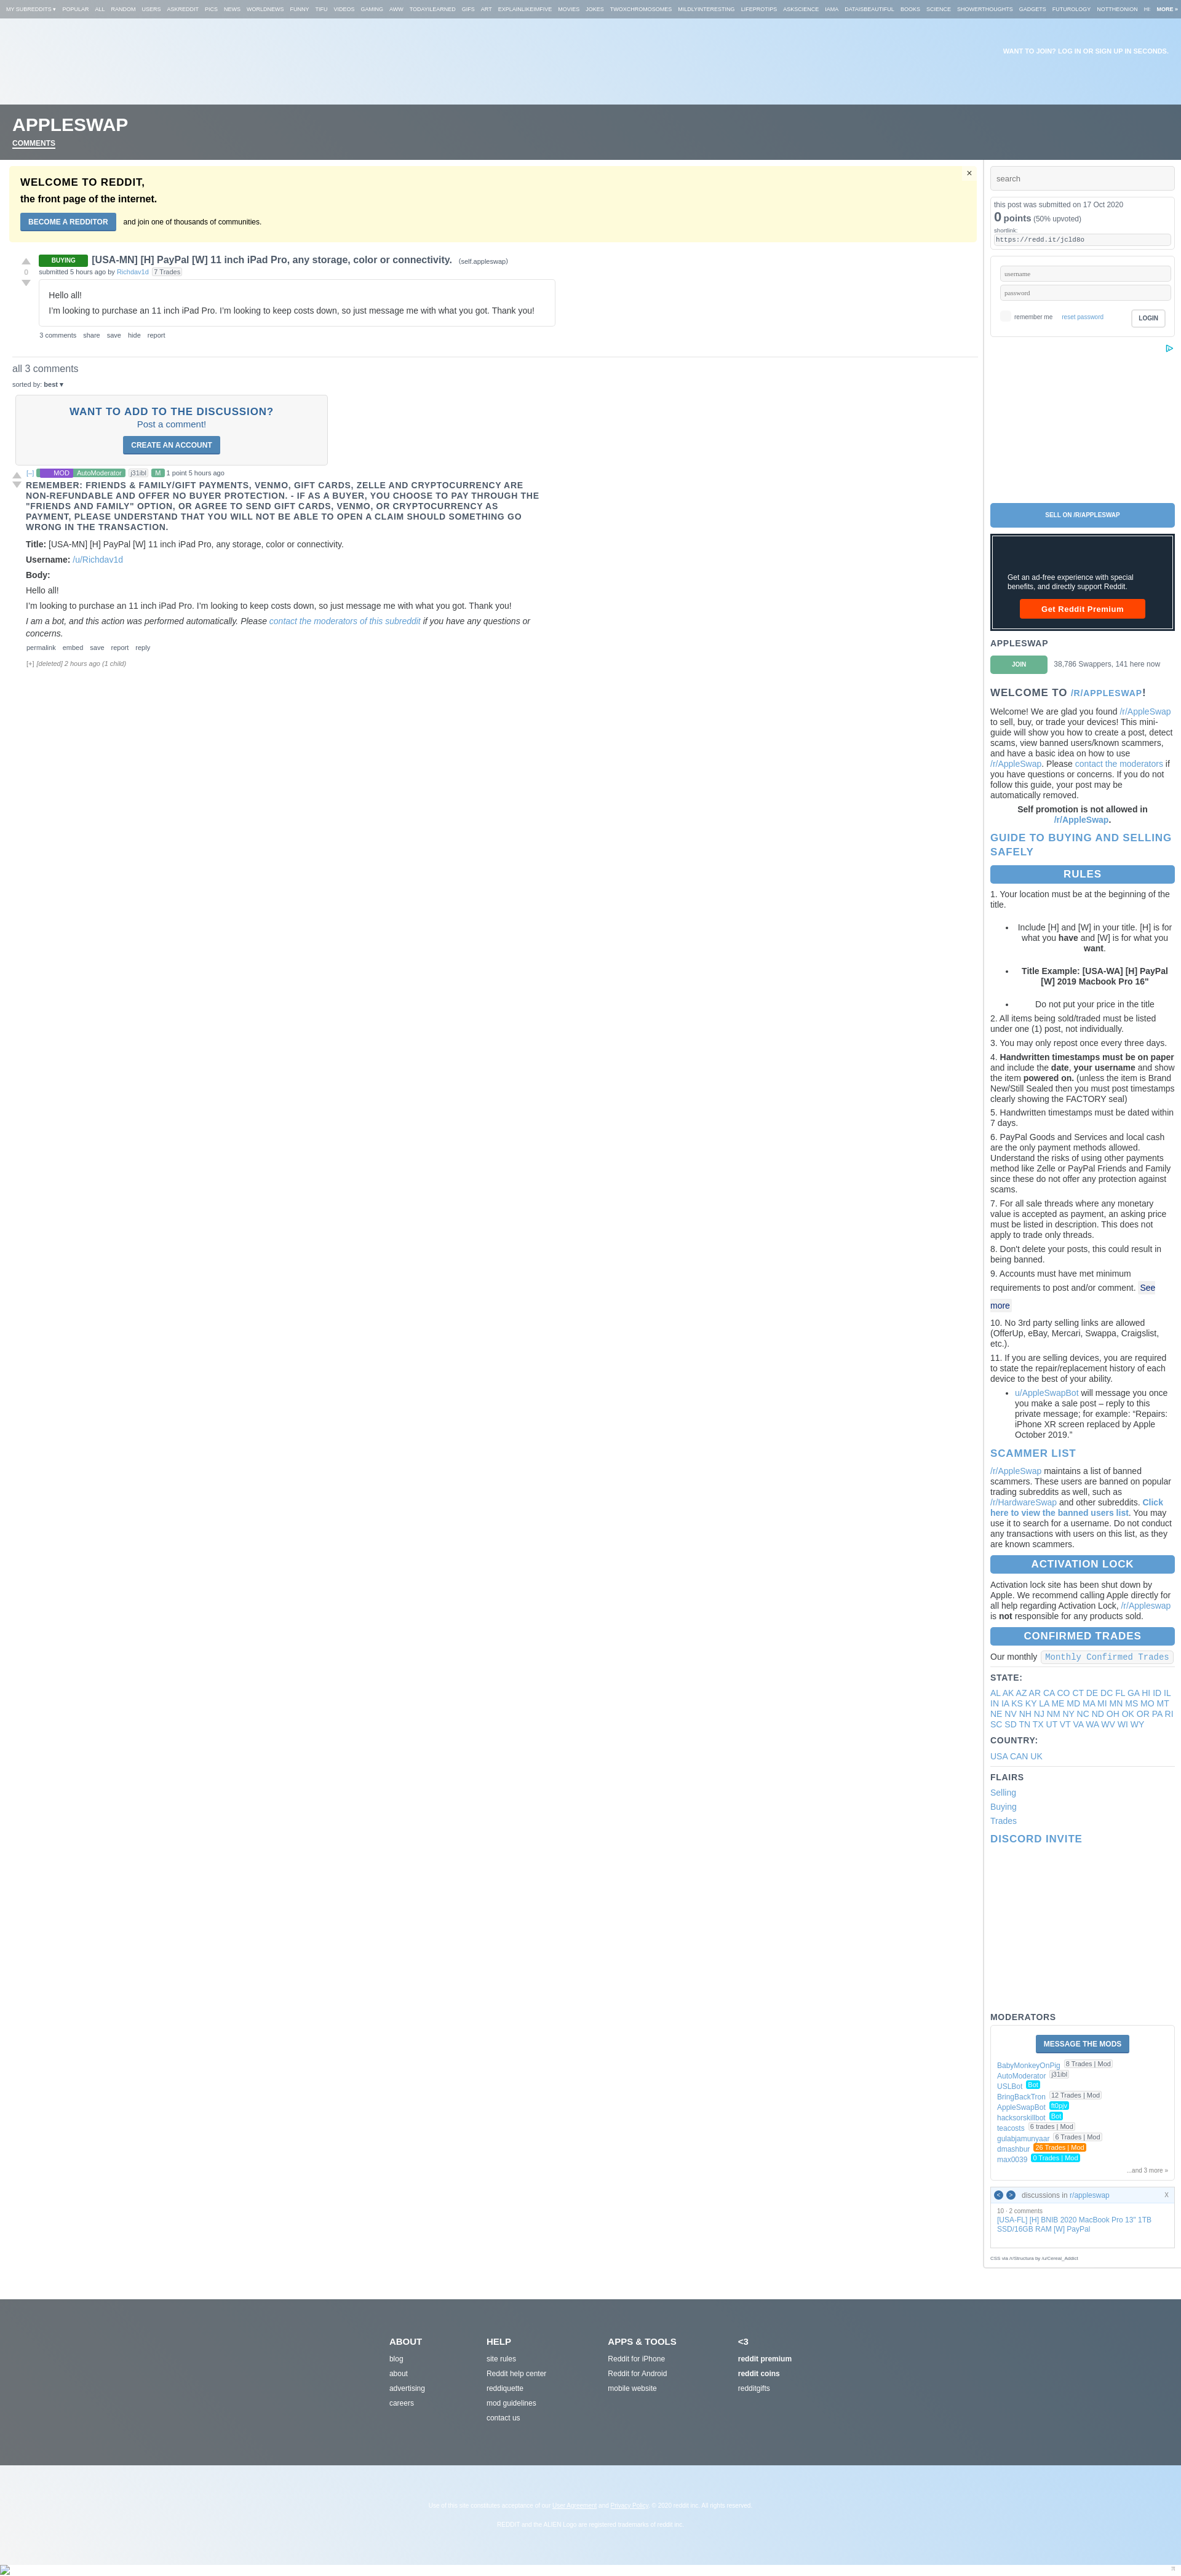 MY SUBREDDITS ▾ POPULAR ALL RANDOM USERS ASKREDDIT PICS NEWS WORLDNEWS FUNNY TIFU VIDEOS GAMING AWW TODAYILEARNED GIFS ART EXPLAINLIKEIMFIVE MOVIES JOKES TWOXCHROMOSOMES MILDLYINTERESTING LIFEPROTIPS ASKSCIENCE IAMA DATAISBEAUTIFUL BOOKS SCIENCE SHOWERTHOUGHTS GADGETS FUTUROLOGY NOTTHEONION HI MORE »
WANT TO JOIN? LOG IN OR SIGN UP IN SECONDS.
APPLESWAP
COMMENTS
×
WELCOME TO REDDIT,
the front page of the internet.
BECOME A REDDITOR and join one of thousands of communities.
0
BUYING [USA-MN] [H] PayPal [W] 11 inch iPad Pro, any storage, color or connectivity. (self.appleswap)
submitted 5 hours ago by Richdav1d 7 Trades
Hello all!
I’m looking to purchase an 11 inch iPad Pro. I’m looking to keep costs down, so just message me with what you got. Thank you!
3 comments share save hide report
all 3 comments
sorted by: best ▾
WANT TO ADD TO THE DISCUSSION?
Post a comment!
CREATE AN ACCOUNT
[–] MOD AutoModerator j31ibl M 1 point 5 hours ago
REMEMBER: FRIENDS & FAMILY/GIFT PAYMENTS, VENMO, GIFT CARDS, ZELLE AND CRYPTOCURRENCY ARE
NON-REFUNDABLE AND OFFER NO BUYER PROTECTION. - IF AS A BUYER, YOU CHOOSE TO PAY THROUGH THE
"FRIENDS AND FAMILY" OPTION, OR AGREE TO SEND GIFT CARDS, VENMO, OR CRYPTOCURRENCY AS
PAYMENT, PLEASE UNDERSTAND THAT YOU WILL NOT BE ABLE TO OPEN A CLAIM SHOULD SOMETHING GO
WRONG IN THE TRANSACTION.
Title: [USA-MN] [H] PayPal [W] 11 inch iPad Pro, any storage, color or connectivity.
Username: /u/Richdav1d
Body:
Hello all!
I’m looking to purchase an 11 inch iPad Pro. I’m looking to keep costs down, so just message me with what you got. Thank you!
I am a bot, and this action was performed automatically. Please contact the moderators of this subreddit if you have any questions or
concerns.
permalink embed save report reply
[+] [deleted] 2 hours ago (1 child)
search
this post was submitted on 17 Oct 2020
0 points (50% upvoted)
shortlink:
https://redd.it/jcld8o
username
password
remember me reset password LOGIN
SELL ON /R/APPLESWAP
Get an ad-free experience with special
benefits, and directly support Reddit.
Get Reddit Premium
APPLESWAP
JOIN 38,786 Swappers, 141 here now
WELCOME TO /R/APPLESWAP!
Welcome! We are glad you found /r/AppleSwap
to sell, buy, or trade your devices! This mini-
guide will show you how to create a post, detect
scams, view banned users/known scammers,
and have a basic idea on how to use
/r/AppleSwap. Please contact the moderators if
you have questions or concerns. If you do not
follow this guide, your post may be
automatically removed.
Self promotion is not allowed in
/r/AppleSwap.
GUIDE TO BUYING AND SELLING
SAFELY
RULES
1. Your location must be at the beginning of the
title.
• Include [H] and [W] in your title. [H] is for
what you have and [W] is for what you
want.
• Title Example: [USA-WA] [H] PayPal
[W] 2019 Macbook Pro 16"
• Do not put your price in the title
2. All items being sold/traded must be listed
under one (1) post, not individually.
3. You may only repost once every three days.
4. Handwritten timestamps must be on paper
and include the date, your username and show
the item powered on. (unless the item is Brand
New/Still Sealed then you must post timestamps
clearly showing the FACTORY seal)
5. Handwritten timestamps must be dated within
7 days.
6. PayPal Goods and Services and local cash
are the only payment methods allowed.
Understand the risks of using other payments
method like Zelle or PayPal Friends and Family
since these do not offer any protection against
scams.
7. For all sale threads where any monetary
value is accepted as payment, an asking price
must be listed in description. This does not
apply to trade only threads.
8. Don't delete your posts, this could result in
being banned.
9. Accounts must have met minimum
requirements to post and/or comment. See
more
10. No 3rd party selling links are allowed
(OfferUp, eBay, Mercari, Swappa, Craigslist,
etc.).
11. If you are selling devices, you are required
to state the repair/replacement history of each
device to the best of your ability.
• u/AppleSwapBot will message you once
you make a sale post – reply to this
private message; for example: “Repairs:
iPhone XR screen replaced by Apple
October 2019.”
SCAMMER LIST
/r/AppleSwap maintains a list of banned
scammers. These users are banned on popular
trading subreddits as well, such as
/r/HardwareSwap and other subreddits. Click
here to view the banned users list. You may
use it to search for a username. Do not conduct
any transactions with users on this list, as they
are known scammers.
ACTIVATION LOCK
Activation lock site has been shut down by
Apple. We recommend calling Apple directly for
all help regarding Activation Lock, /r/Appleswap
is not responsible for any products sold.
CONFIRMED TRADES
Our monthly Monthly Confirmed Trades
STATE:
AL AK AZ AR CA CO CT DE DC FL GA HI ID IL
IN IA KS KY LA ME MD MA MI MN MS MO MT
NE NV NH NJ NM NY NC ND OH OK OR PA RI
SC SD TN TX UT VT VA WA WV WI WY
COUNTRY:
USA CAN UK
FLAIRS
Selling
Buying
Trades
DISCORD INVITE
MODERATORS
MESSAGE THE MODS
BabyMonkeyOnPig 8 Trades | Mod
AutoModerator j31ibl
USLBot Bot
BringBackTron 12 Trades | Mod
AppleSwapBot ft0pjv
hacksorskillbot Bot
teacosts 6 trades | Mod
gulabjamunyaar 6 Trades | Mod
dmashbur 26 Trades | Mod
max0039 0 Trades | Mod
...and 3 more »
< > discussions in r/appleswap X
10 · 2 comments
[USA-FL] [H] BNIB 2020 MacBook Pro 13” 1TB
SSD/16GB RAM [W] PayPal
CSS via /r/Structura by /u/Cereal_Addict
ABOUT
blog
about
advertising
careers
HELP
site rules
Reddit help center
reddiquette
mod guidelines
contact us
APPS & TOOLS
Reddit for iPhone
Reddit for Android
mobile website
<3
reddit premium
reddit coins
redditgifts
Use of this site constitutes acceptance of our User Agreement and Privacy Policy. © 2020 reddit inc. All rights reserved.
REDDIT and the ALIEN Logo are registered trademarks of reddit inc.
π